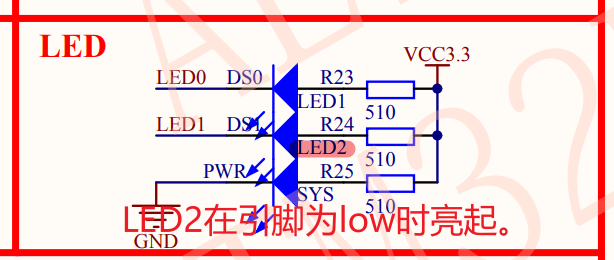 LED
VCC3.3
LED0 DS0 R23
LED1
510
LED1 DS1 R24
LED2
510
PWR R25
SYS
510
LED2在引脚为low时亮起。
GND